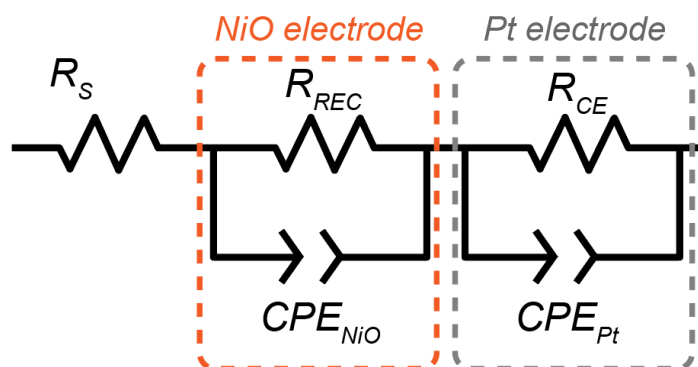 NiO electrode
Pt electrode
R_S
R_REC
R_CE
CPE_NiO
CPE_Pt